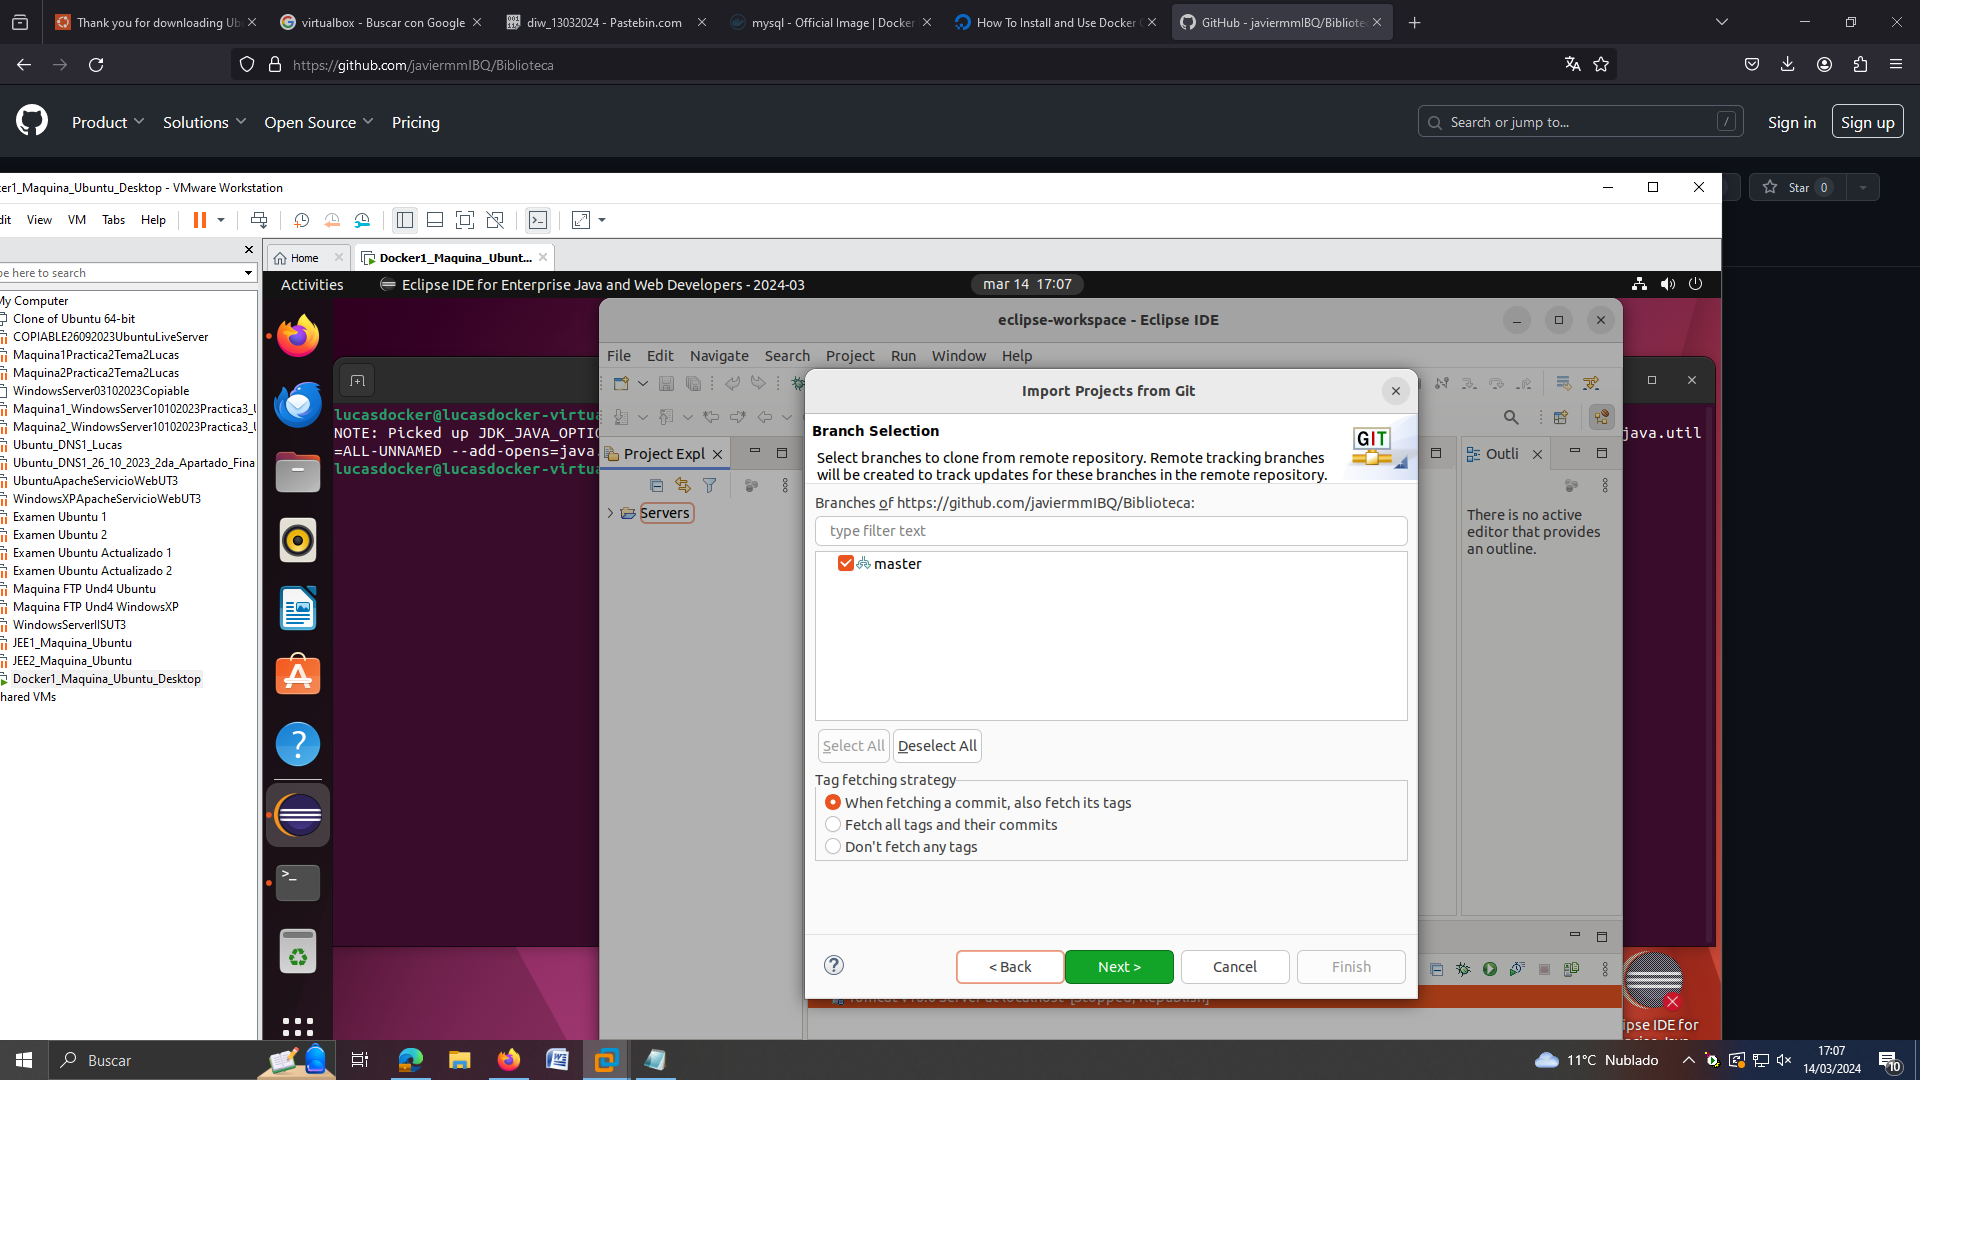 Thank you for downloading Ub
virtualbox - Buscar con Google
diw_13032024 - Pastebin.com
mysql - Official Image | Docker
How To Install and Use Docker
GitHub - javiermmIBQ/Bibliote
https://github.com/javiermmIBQ/Biblioteca
Product
Solutions
Open Source
Pricing
Search or jump to...
/
Sign in
Sign up
Star 0
er1_Maquina_Ubuntu_Desktop - VMware Workstation
dit View VM Tabs Help
pe here to search
Home
Docker1_Maquina_Ubunt...
My Computer
Clone of Ubuntu 64-bit
COPIABLE26092023UbuntuLiveServer
Maquina1Practica2Tema2Lucas
Maquina2Practica2Tema2Lucas
WindowsServer03102023Copiable
Maquina1_WindowsServer10102023Practica3_U
Maquina2_WindowsServer10102023Practica3_U
Ubuntu_DNS1_Lucas
Ubuntu_DNS1_26_10_2023_2da_Apartado_Fina
UbuntuApacheServicioWebUT3
WindowsXPApacheServicioWebUT3
Examen Ubuntu 1
Examen Ubuntu 2
Examen Ubuntu Actualizado 1
Examen Ubuntu Actualizado 2
Maquina FTP Und4 Ubuntu
Maquina FTP Und4 WindowsXP
WindowsServerIISUT3
JEE1_Maquina_Ubuntu
JEE2_Maquina_Ubuntu
Docker1_Maquina_Ubuntu_Desktop
hared VMs
Activities
Eclipse IDE for Enterprise Java and Web Developers - 2024-03
mar 14 17:07
lucasdocker@lucasdocker-virtua
NOTE: Picked up JDK_JAVA_OPTIO
=ALL-UNNAMED --add-opens=java.
lucasdocker@lucasdocker-virtua
java.util
eclipse-workspace - Eclipse IDE
File Edit Navigate Search Project Run Window Help
Project Expl
Servers
Outli
There is no active
editor that provides
an outline.
Import Projects from Git
Branch Selection
GIT
Select branches to clone from remote repository. Remote tracking branches
will be created to track updates for these branches in the remote repository.
Branches of https://github.com/javiermmIBQ/Biblioteca:
type filter text
master
Select All
Deselect All
Tag fetching strategy
When fetching a commit, also fetch its tags
Fetch all tags and their commits
Don't fetch any tags
< Back
Next >
Cancel
Finish
[Stopped, Republish]
ipse IDE for
Buscar
11°C Nublado
17:07
14/03/2024
10